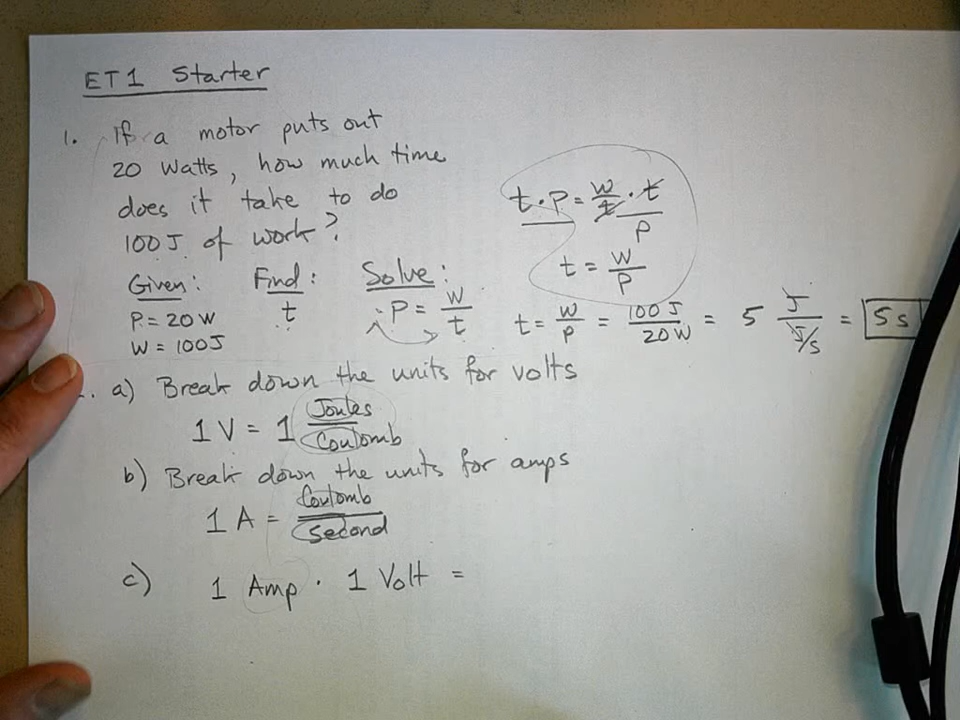 ET1 Starter
1. If a motor puts out
20 Watts, how much time
does it take to do
100 J of work?
t · P = W/t · t/P
t = W/P
Given: Find: Solve:
P = 20 W t P = W/t
W = 100 J
t = W/P = 100 J/20 W = 5 J/J/s = 5 s
. a) Break down the units for volts
1 V = 1 Joules/Coulomb
b) Break down the units for amps
1 A = Coulomb/second
c) 1 Amp · 1 Volt =